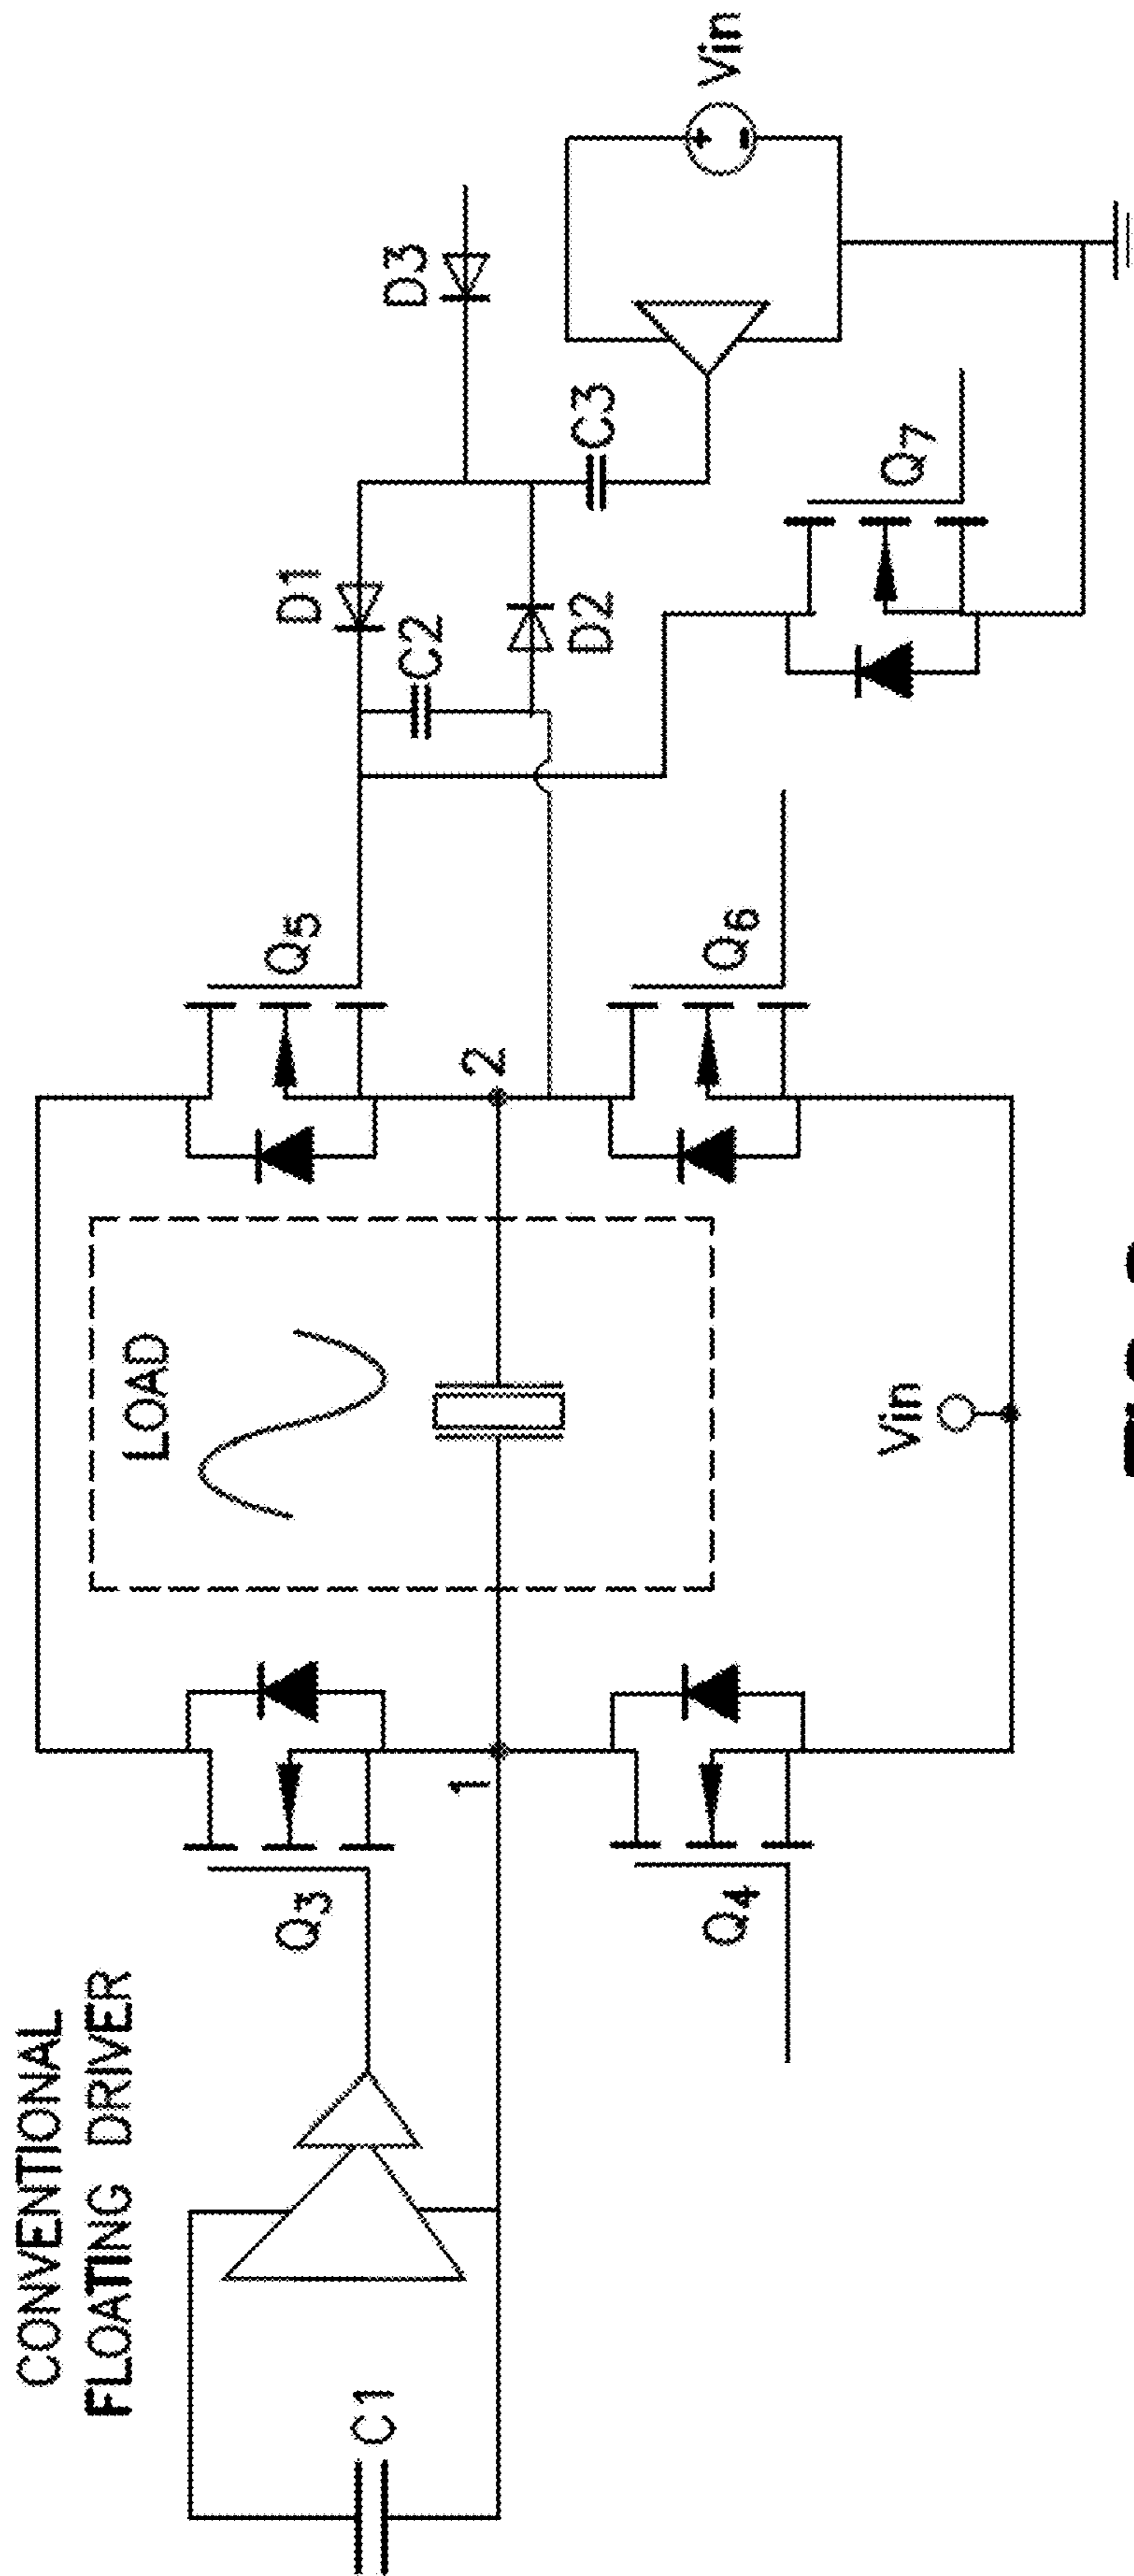 CONVENTIONAL
FLOATING DRIVER
C1
Q3
Q4
1
LOAD
Vin
2
Q5
Q6
D1
C2
D2
D3
C3
Q7
+
-
Vin